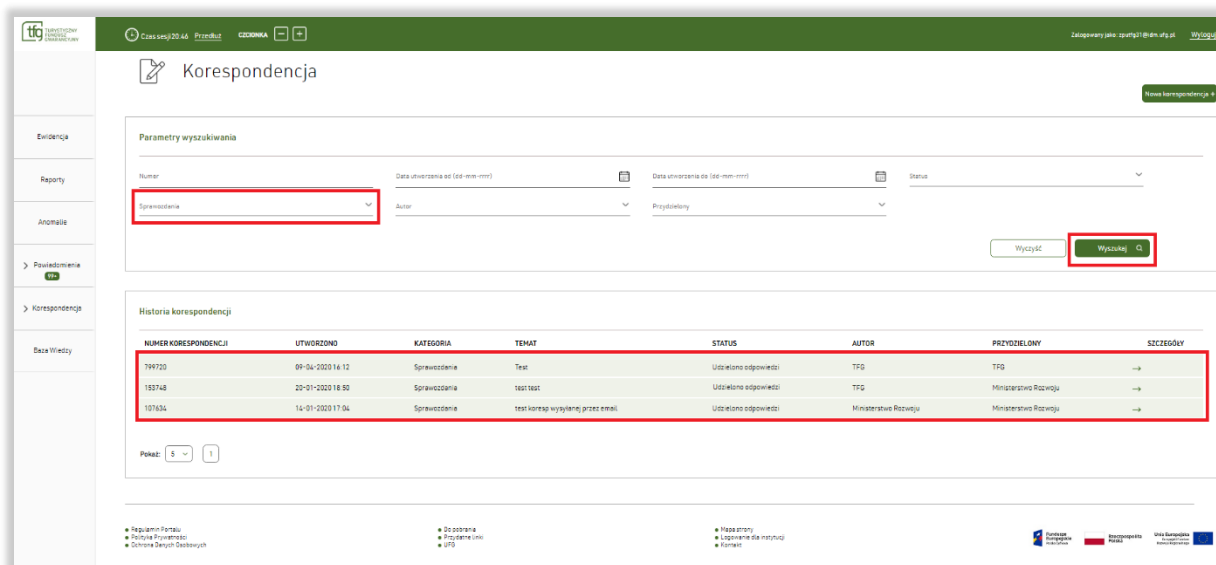 tfg TURYSTYCZNY
FUNDUSZ
GWARANCYJNY
Czas sesji 20:46 Przedłuż CZCIONKA − +
Zalogowany jako: zpstfg21@idm.ufg.pl Wyloguj
Korespondencja
Nowa korespondencja +
Ewidencja
Raporty
Anomalie
Powiadomienia
99+
Korespondencja
Baza Wiedzy
Parametry wyszukiwania
Numer Data utworzenia od (dd-mm-rrrr) Data utworzenia do (dd-mm-rrrr) Status
Sprawozdania Autor Przydzielony
Wyczyść Wyszukaj
Historia korespondencji
NUMER KORESPONDENCJI UTWORZONO KATEGORIA TEMAT STATUS AUTOR PRZYDZIELONY SZCZEGÓŁY
799720 09-04-2020 16:12 Sprawozdania Test Udzielono odpowiedzi TFG TFG →
153748 20-01-2020 18:50 Sprawozdania test test Udzielono odpowiedzi TFG Ministerstwo Rozwoju →
107634 14-01-2020 17:04 Sprawozdania test koresp wysyłanej przez email Udzielono odpowiedzi Ministerstwo Rozwoju Ministerstwo Rozwoju →
Pokaż: 5 1
Regulamin Portalu
Polityka Prywatności
Ochrona Danych Osobowych
Do pobrania
Przydatne linki
UFG
Mapa strony
Logowanie dla instytucji
Kontakt
Fundusze
Europejskie
Polska Cyfrowa
Rzeczpospolita
Polska
Unia Europejska